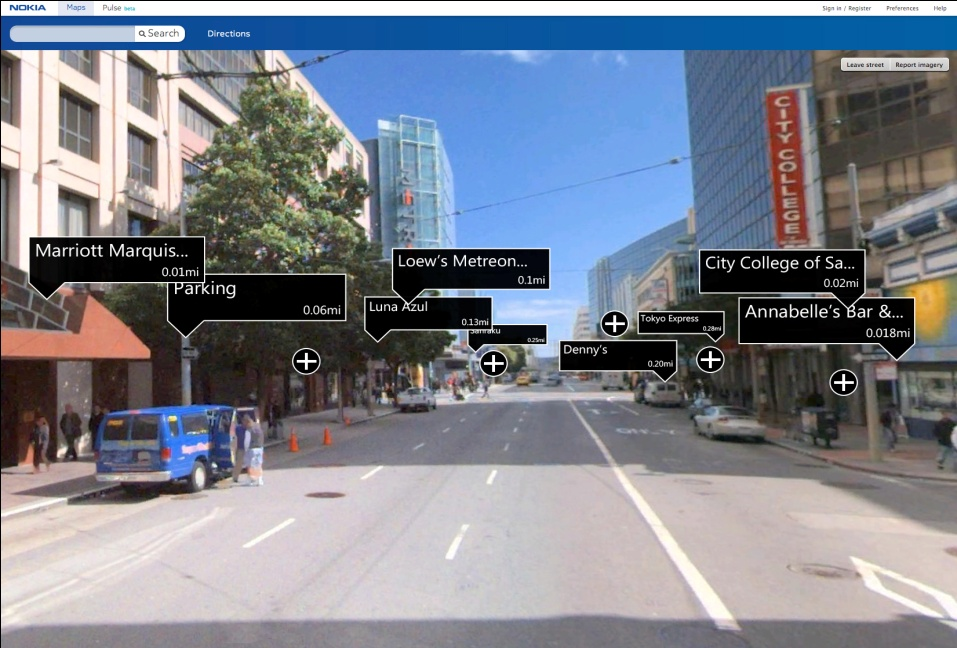 NOKIA Maps Pulse beta Sign in / Register Preferences Help
Search Directions
Leave street Report imagery
CITY COLLEGE
Marriott Marquis...
0.01mi
Parking
0.06mi
Loew's Metreon...
0.1mi
Luna Azul
0.13mi
Sanraku
0.25mi
Tokyo Express
0.28mi
Denny's
0.20mi
City College of Sa...
0.02mi
Annabelle's Bar &...
0.018mi
ONLY